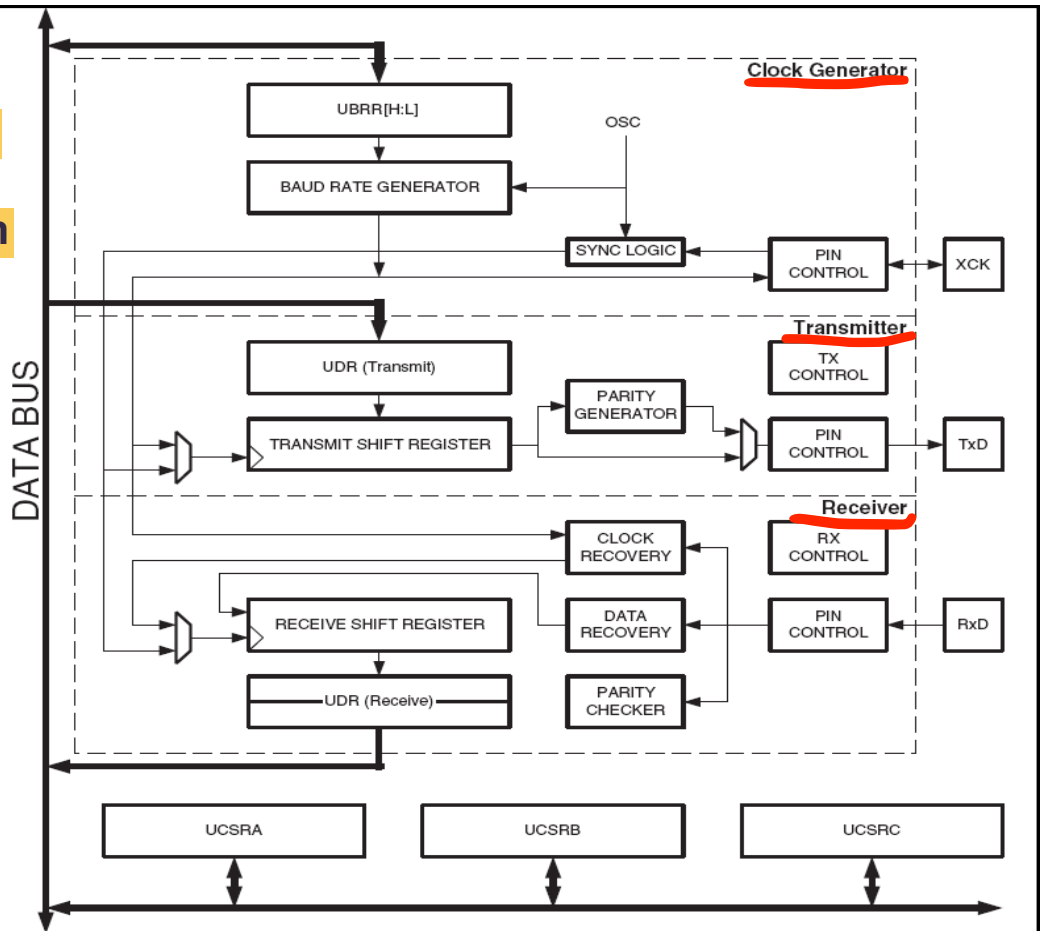 Clock Generator
UBRR[H:L]
OSC
BAUD RATE GENERATOR
n
SYNC LOGIC
PIN
CONTROL
XCK
Transmitter
UDR (Transmit)
TX
CONTROL
PARITY
GENERATOR
TRANSMIT SHIFT REGISTER
PIN
CONTROL
TxD
DATA BUS
Receiver
CLOCK
RECOVERY
RX
CONTROL
RECEIVE SHIFT REGISTER
DATA
RECOVERY
PIN
CONTROL
RxD
UDR (Receive)
PARITY
CHECKER
UCSRA
UCSRB
UCSRC